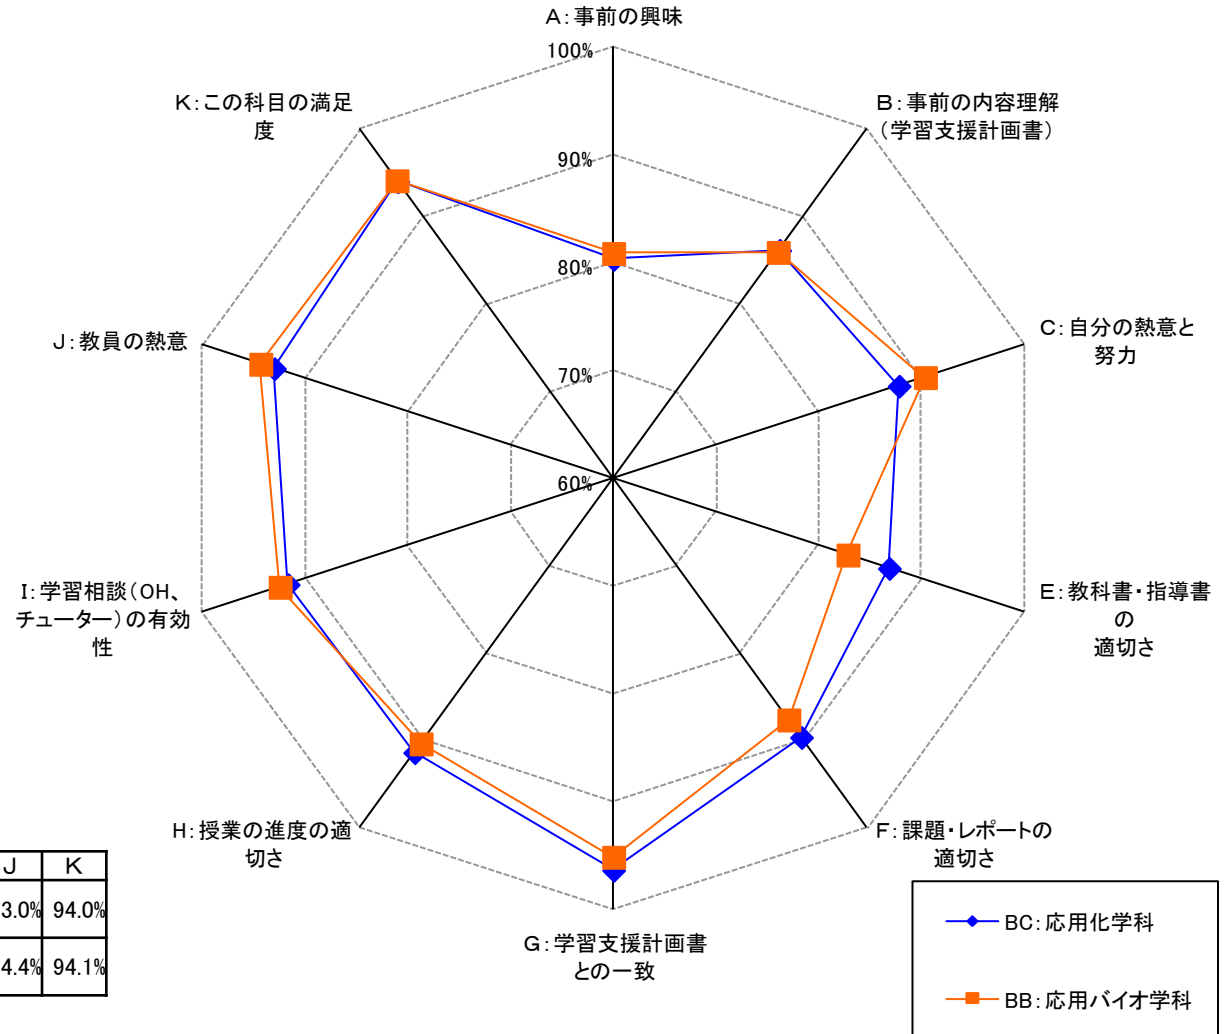 A：事前の興味
100%
90%
80%
70%
60%
K：この科目の満足
度
B：事前の内容理解
（学習支援計画書）
C：自分の熱意と
努力
J：教員の熱意
I：学習相談（OH、
チューター）の有効
性
E：教科書・指導書
の
適切さ
H：授業の進度の適
切さ
F：課題・レポートの
適切さ
G：学習支援計画書
との一致
J K
3.0% 94.0%
4.4% 94.1%
BC：応用化学科
BB：応用バイオ学科